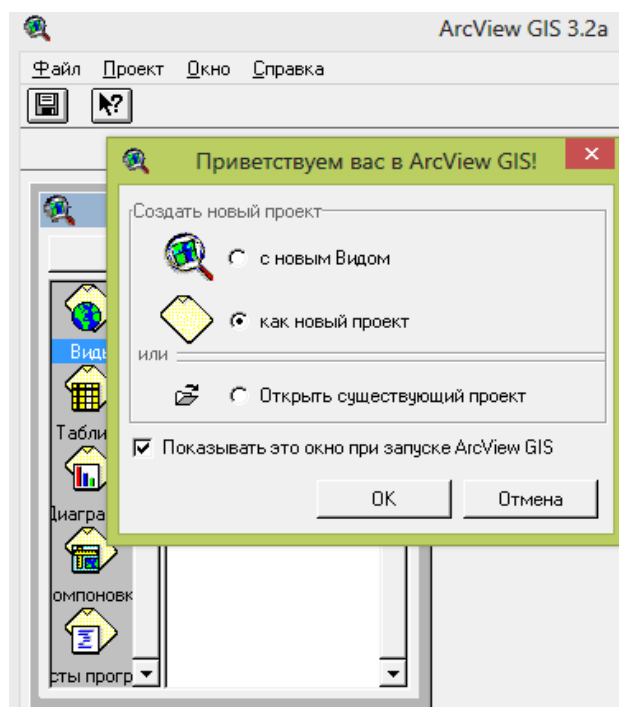 ArcView GIS 3.2a
Файл Проект Окно Справка
Приветствуем вас в ArcView GIS!
Создать новый проект
с новым Видом
как новый проект
или
Открыть существующий проект
Показывать это окно при запуске ArcView GIS
OK Отмена
Виды
Табли
Диагра
омпоновк
сты прогр